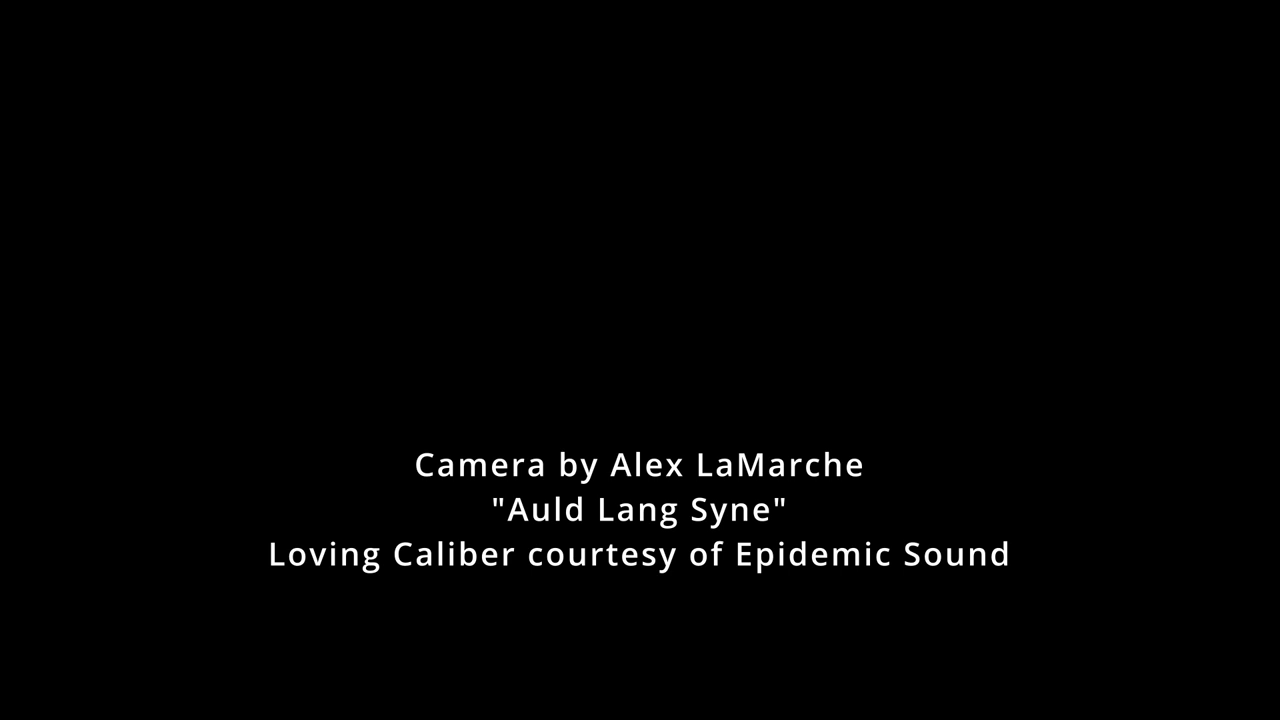 Camera by Alex LaMarche
"Auld Lang Syne"
Loving Caliber courtesy of Epidemic Sound